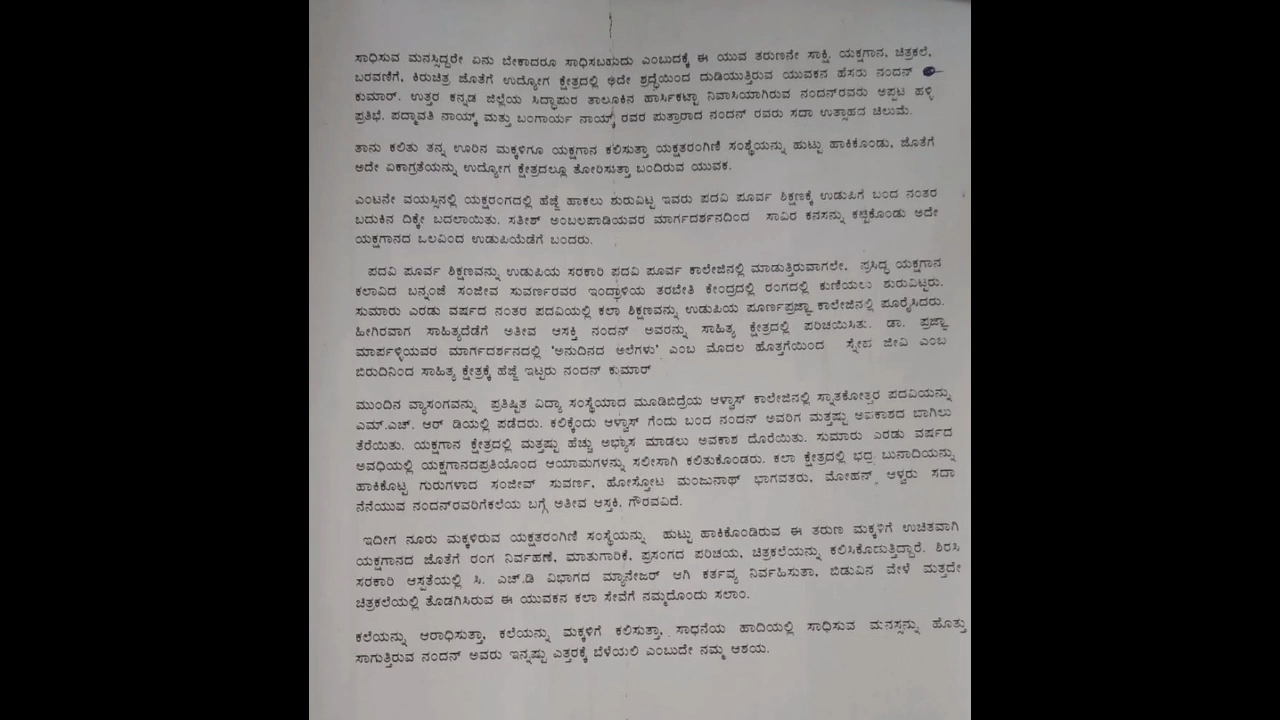 ಸಾಧಿಸುವ ಮನಸ್ಸಿದ್ದರೇ ಏನು ಬೇಕಾದರೂ ಸಾಧಿಸಬಹುದು ಎಂಬುದಕ್ಕೆ ಈ ಯುವ ತರುಣನೇ ಸಾಕ್ಷಿ. ಯಕ್ಷಗಾನ, ಚಿತ್ರಕಲೆ,
ಬರವಣಿಗೆ, ಕಿರುಚಿತ್ರ ಜೊತೆಗೆ ಉದ್ಯೋಗ ಕ್ಷೇತ್ರದಲ್ಲಿ ಅದೇ ಶ್ರದ್ಧೆಯಿಂದ ದುಡಿಯುತ್ತಿರುವ ಯುವಕನ ಹೆಸರು ನಂದನ್
ಕುಮಾರ್. ಉತ್ತರ ಕನ್ನಡ ಜಿಲ್ಲೆಯ ಸಿದ್ಧಾಪುರ ತಾಲೂಕಿನ ಹಾರ್ಸಿಕಟ್ಟಾ ನಿವಾಸಿಯಾಗಿರುವ ನಂದನ್‌ರವರು ಅಪ್ಪಟ ಹಳ್ಳಿ
ಪ್ರತಿಭೆ. ಪದ್ಮಾವತಿ ನಾಯ್ಕ್ ಮತ್ತು ಬಂಗಾರ್ಯ ನಾಯ್ಕ್ ರವರ ಪುತ್ರಾರಾದ ನಂದನ್ ರವರು ಸದಾ ಉತ್ಸಾಹದ ಚಿಲುಮೆ.
ತಾನು ಕಲಿತು ತನ್ನ ಊರಿನ ಮಕ್ಕಳಿಗೂ ಯಕ್ಷಗಾನ ಕಲಿಸುತ್ತಾ ಯಕ್ಷತರಂಗಿಣಿ ಸಂಶ್ಥೆಯನ್ನು ಹುಟ್ಟು ಹಾಕಿಕೊಂಡು, ಜೊತೆಗೆ
ಅದೇ ಏಕಾಗ್ರತೆಯನ್ನು ಉದ್ಯೋಗ ಕ್ಷೇತ್ರದಲ್ಲೂ ತೋರಿಸುತ್ತಾ ಬಂದಿರುವ ಯುವಕ.
ಎಂಟನೇ ವಯಸ್ಸಿನಲ್ಲಿ ಯಕ್ಷರಂಗದಲ್ಲಿ ಹೆಜ್ಜೆ ಹಾಕಲು ಶುರುವಿಟ್ಟ ಇವರು ಪದವಿ ಪೂರ್ವ ಶಿಕ್ಷಣಕ್ಕೆ ಉಡುಪಿಗೆ ಬಂದ ನಂತರ
ಬದುಕಿನ ದಿಕ್ಕೇ ಬದಲಾಯಿತು. ಸತೀಶ್ ಅಂಬಲಪಾಡಿಯವರ ಮಾರ್ಗದರ್ಶನದಿಂದ ಸಾವಿರ ಕನಸನ್ನು ಕಟ್ಟಿಕೊಂಡು ಅದೇ
ಯಕ್ಷಗಾನದ ಒಲವಿಂದ ಉಡುಪಿಯೆಡೆಗೆ ಬಂದರು.
ಪದವಿ ಪೂರ್ವ ಶಿಕ್ಷಣವನ್ನು ಉಡುಪಿಯ ಸರಕಾರಿ ಪದವಿ ಪೂರ್ವ ಕಾಲೇಜಿನಲ್ಲಿ ಮಾಡುತ್ತಿರುವಾಗಲೇ. ಪ್ರಸಿದ್ಧ ಯಕ್ಷಗಾನ
ಕಲಾವಿದ ಬನ್ನಂಜೆ ಸಂಜೀವ ಸುವರ್ಣರವರ ಇಂದ್ರಾಳಿಯ ತರಬೇತಿ ಕೇಂದ್ರದಲ್ಲಿ ರಂಗದಲ್ಲಿ ಕುಣಿಯಲು ಶುರುವಿಟ್ಟರು.
ಸುಮಾರು ಎರಡು ವರ್ಷದ ನಂತರ ಪದವಿಯಲ್ಲಿ ಕಲಾ ಶಿಕ್ಷಣವನ್ನು ಉಡುಪಿಯ ಪೂರ್ಣಪ್ರಜ್ಞಾ ಕಾಲೇಜಿನಲ್ಲಿ ಪೂರೈಸಿದರು.
ಹೀಗಿರವಾಗ ಸಾಹಿತ್ಯದೆಡೆಗೆ ಅತೀವ ಆಸಕ್ತಿ ನಂದನ್ ಅವರನ್ನು ಸಾಹಿತ್ಯ ಕ್ಷೇತ್ರದಲ್ಲಿ ಪರಿಚಯಿಸಿತು. ಡಾ. ಪ್ರಜ್ಞಾ
ಮಾರ್ಪಳ್ಳಿಯವರ ಮಾರ್ಗದರ್ಶನದಲ್ಲಿ 'ಅನುದಿನದ ಅಲೆಗಳು' ಎಂಬ ಮೊದಲ ಹೊತ್ತಗೆಯಿಂದ ಸ್ನೇಹ ಜೀವಿ ಎಂಬ
ಬಿರುದಿನಿಂದ ಸಾಹಿತ್ಯ ಕ್ಷೇತ್ರಕ್ಕೆ ಹೆಜ್ಜೆ ಇಟ್ಟರು ನಂದನ್ ಕುಮಾರ್
ಮುಂದಿನ ವ್ಯಾಸಂಗವನ್ನು ಪ್ರತಿಷ್ಟಿತ ವಿದ್ಯಾ ಸಂಸ್ಥೆಯಾದ ಮೂಡಿಬಿದ್ರೆಯ ಆಳ್ವಾಸ್ ಕಾಲೇಜಿನಲ್ಲಿ ಸ್ನಾತಕೋತ್ತರ ಪದವಿಯನ್ನು
ಎಮ್.ಎಚ್. ಆರ್ ಡಿಯಲ್ಲಿ ಪಡೆದರು. ಕಲಿಕ್ಕೆಂದು ಆಳ್ವಾಸ್ ಗೆಂದು ಬಂದ ನಂದನ್ ಅವರಿಗ ಮತ್ತಷ್ಟು ಅವಕಾಶದ ಬಾಗಿಲು
ತೆರೆಯಿತು. ಯಕ್ಷಗಾನ ಕ್ಷೇತ್ರದಲ್ಲಿ ಮತ್ತಷ್ಟು ಹೆಚ್ಚು ಅಭ್ಯಾಸ ಮಾಡಲು ಅವಕಾಶ ದೊರೆಯಿತು. ಸುಮಾರು ಎರಡು ವರ್ಷದ
ಅವಧಿಯಲ್ಲಿ ಯಕ್ಷಗಾನದಪ್ರತಿಯೊಂದ ಆಯಾಮಗಳನ್ನು ಸಲೀಸಾಗಿ ಕಲಿತುಕೊಂಡರು. ಕಲಾ ಕ್ಷೇತ್ರದಲ್ಲಿ ಭದ್ರ ಬುನಾದಿಯನ್ನು
ಹಾಕಿಕೊಟ್ಟ ಗುರುಗಳಾದ ಸಂಜೀವ್ ಸುವರ್ಣ, ಹೋಸ್ತೋಟ ಮಂಜುನಾಥ್ ಭಾಗವತರು, ಮೋಹನ್ ಆಳ್ವರು ಸದಾ
ನೆನೆಯುವ ನಂದನ್‌ರವರಿಗೆಕಲೆಯ ಬಗ್ಗೆ ಅತೀವ ಆಸ್ತಕಿ, ಗೌರವವಿದೆ.
ಇದೀಗ ನೂರು ಮಕ್ಕಳಿರುವ ಯಕ್ಷತರಂಗಿಣಿ ಸಂಸ್ಥೆಯನ್ನು ಹುಟ್ಟು ಹಾಕಿಕೊಂಡಿರುವ ಈ ತರುಣ ಮಕ್ಕಳಿಗೆ ಉಚಿತವಾಗಿ
ಯಕ್ಷಗಾನದ ಜೊತೆಗೆ ರಂಗ ನಿರ್ವಹಣೆ, ಮಾತುಗಾರಿಕೆ, ಪ್ರಸಂಗದ ಪರಿಚಯ, ಚಿತ್ರಕಲೆಯನ್ನು ಕಲಿಸಿಕೊಡುತ್ತಿದ್ದಾರೆ. ಶಿರಸಿ
ಸರಕಾರಿ ಆಸ್ಪತೆಯಲ್ಲಿ ಸಿ. ಎಚ್.ಡಿ ವಿಭಾಗದ ಮ್ಯಾನೇಜರ್ ಆಗಿ ಕರ್ತವ್ಯ ನಿರ್ವಹಿಸುತಾ, ಬಿಡುವಿನ ವೇಳೆ ಮತ್ತದೇ
ಚಿತ್ರಕಲೆಯಲ್ಲಿ ತೊಡಗಿಸಿರುವ ಈ ಯುವಕನ ಕಲಾ ಸೇವೆಗೆ ನಮ್ಮದೊಂದು ಸಲಾಂ.
ಕಲೆಯನ್ನು ಆರಾಧಿಸುತ್ತಾ, ಕಲೆಯನ್ನು ಮಕ್ಕಳಿಗೆ ಕಲಿಸುತ್ತಾ, ಸಾಧನೆಯ ಹಾದಿಯಲ್ಲಿ ಸಾಧಿಸುವ ಮನಸ್ಸನ್ನು ಹೊತ್ತು
ಸಾಗುತ್ತಿರುವ ನಂದನ್ ಅವರು ಇನ್ನಷ್ಟು ಎತ್ತರಕ್ಕೆ ಬೆಳೆಯಲಿ ಎಂಬುದೇ ನಮ್ಮ ಆಶಯ.